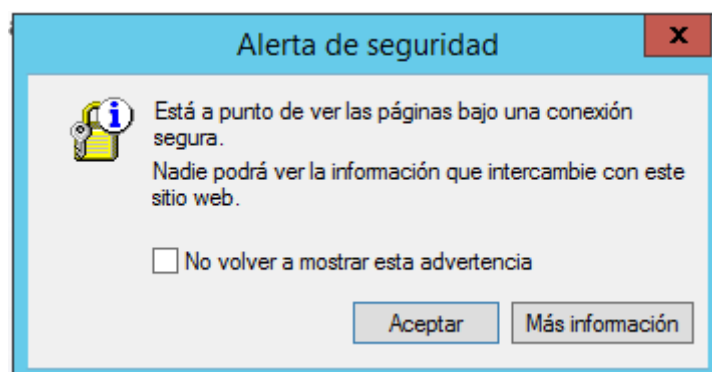 Alerta de seguridad
x
Está a punto de ver las páginas bajo una conexión
segura.
Nadie podrá ver la información que intercambie con este
sitio web.
No volver a mostrar esta advertencia
Aceptar
Más información